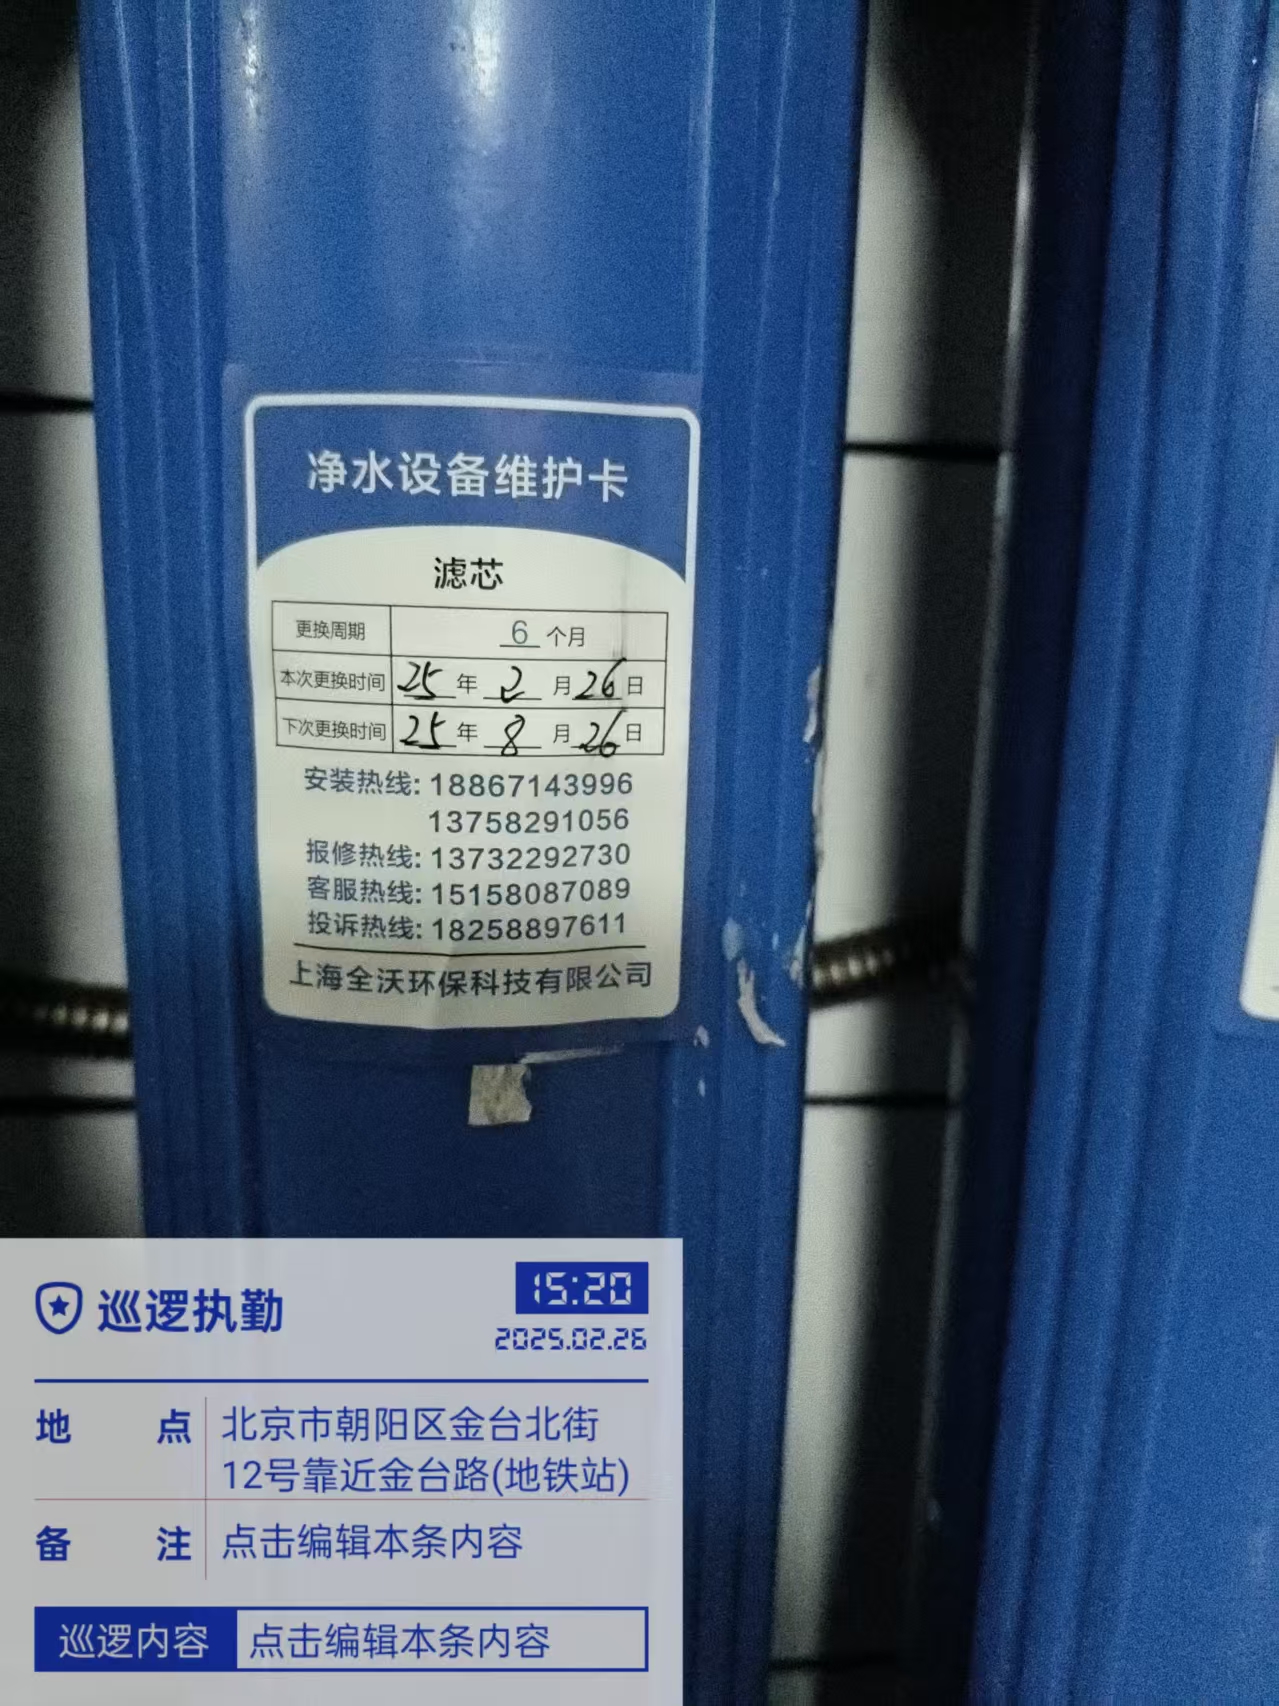 净水设备维护卡
滤芯
更换周期 6 个月
本次更换时间 25 年 2 月 26 日
下次更换时间 25 年 8 月 26 日
安装热线: 18867143996
13758291056
报修热线: 13732292730
客服热线: 15158087089
投诉热线: 18258897611
上海全沃环保科技有限公司
巡逻执勤
15:20
2025.02.26
地 点 北京市朝阳区金台北街
12号靠近金台路(地铁站)
备 注 点击编辑本条内容
巡逻内容 点击编辑本条内容